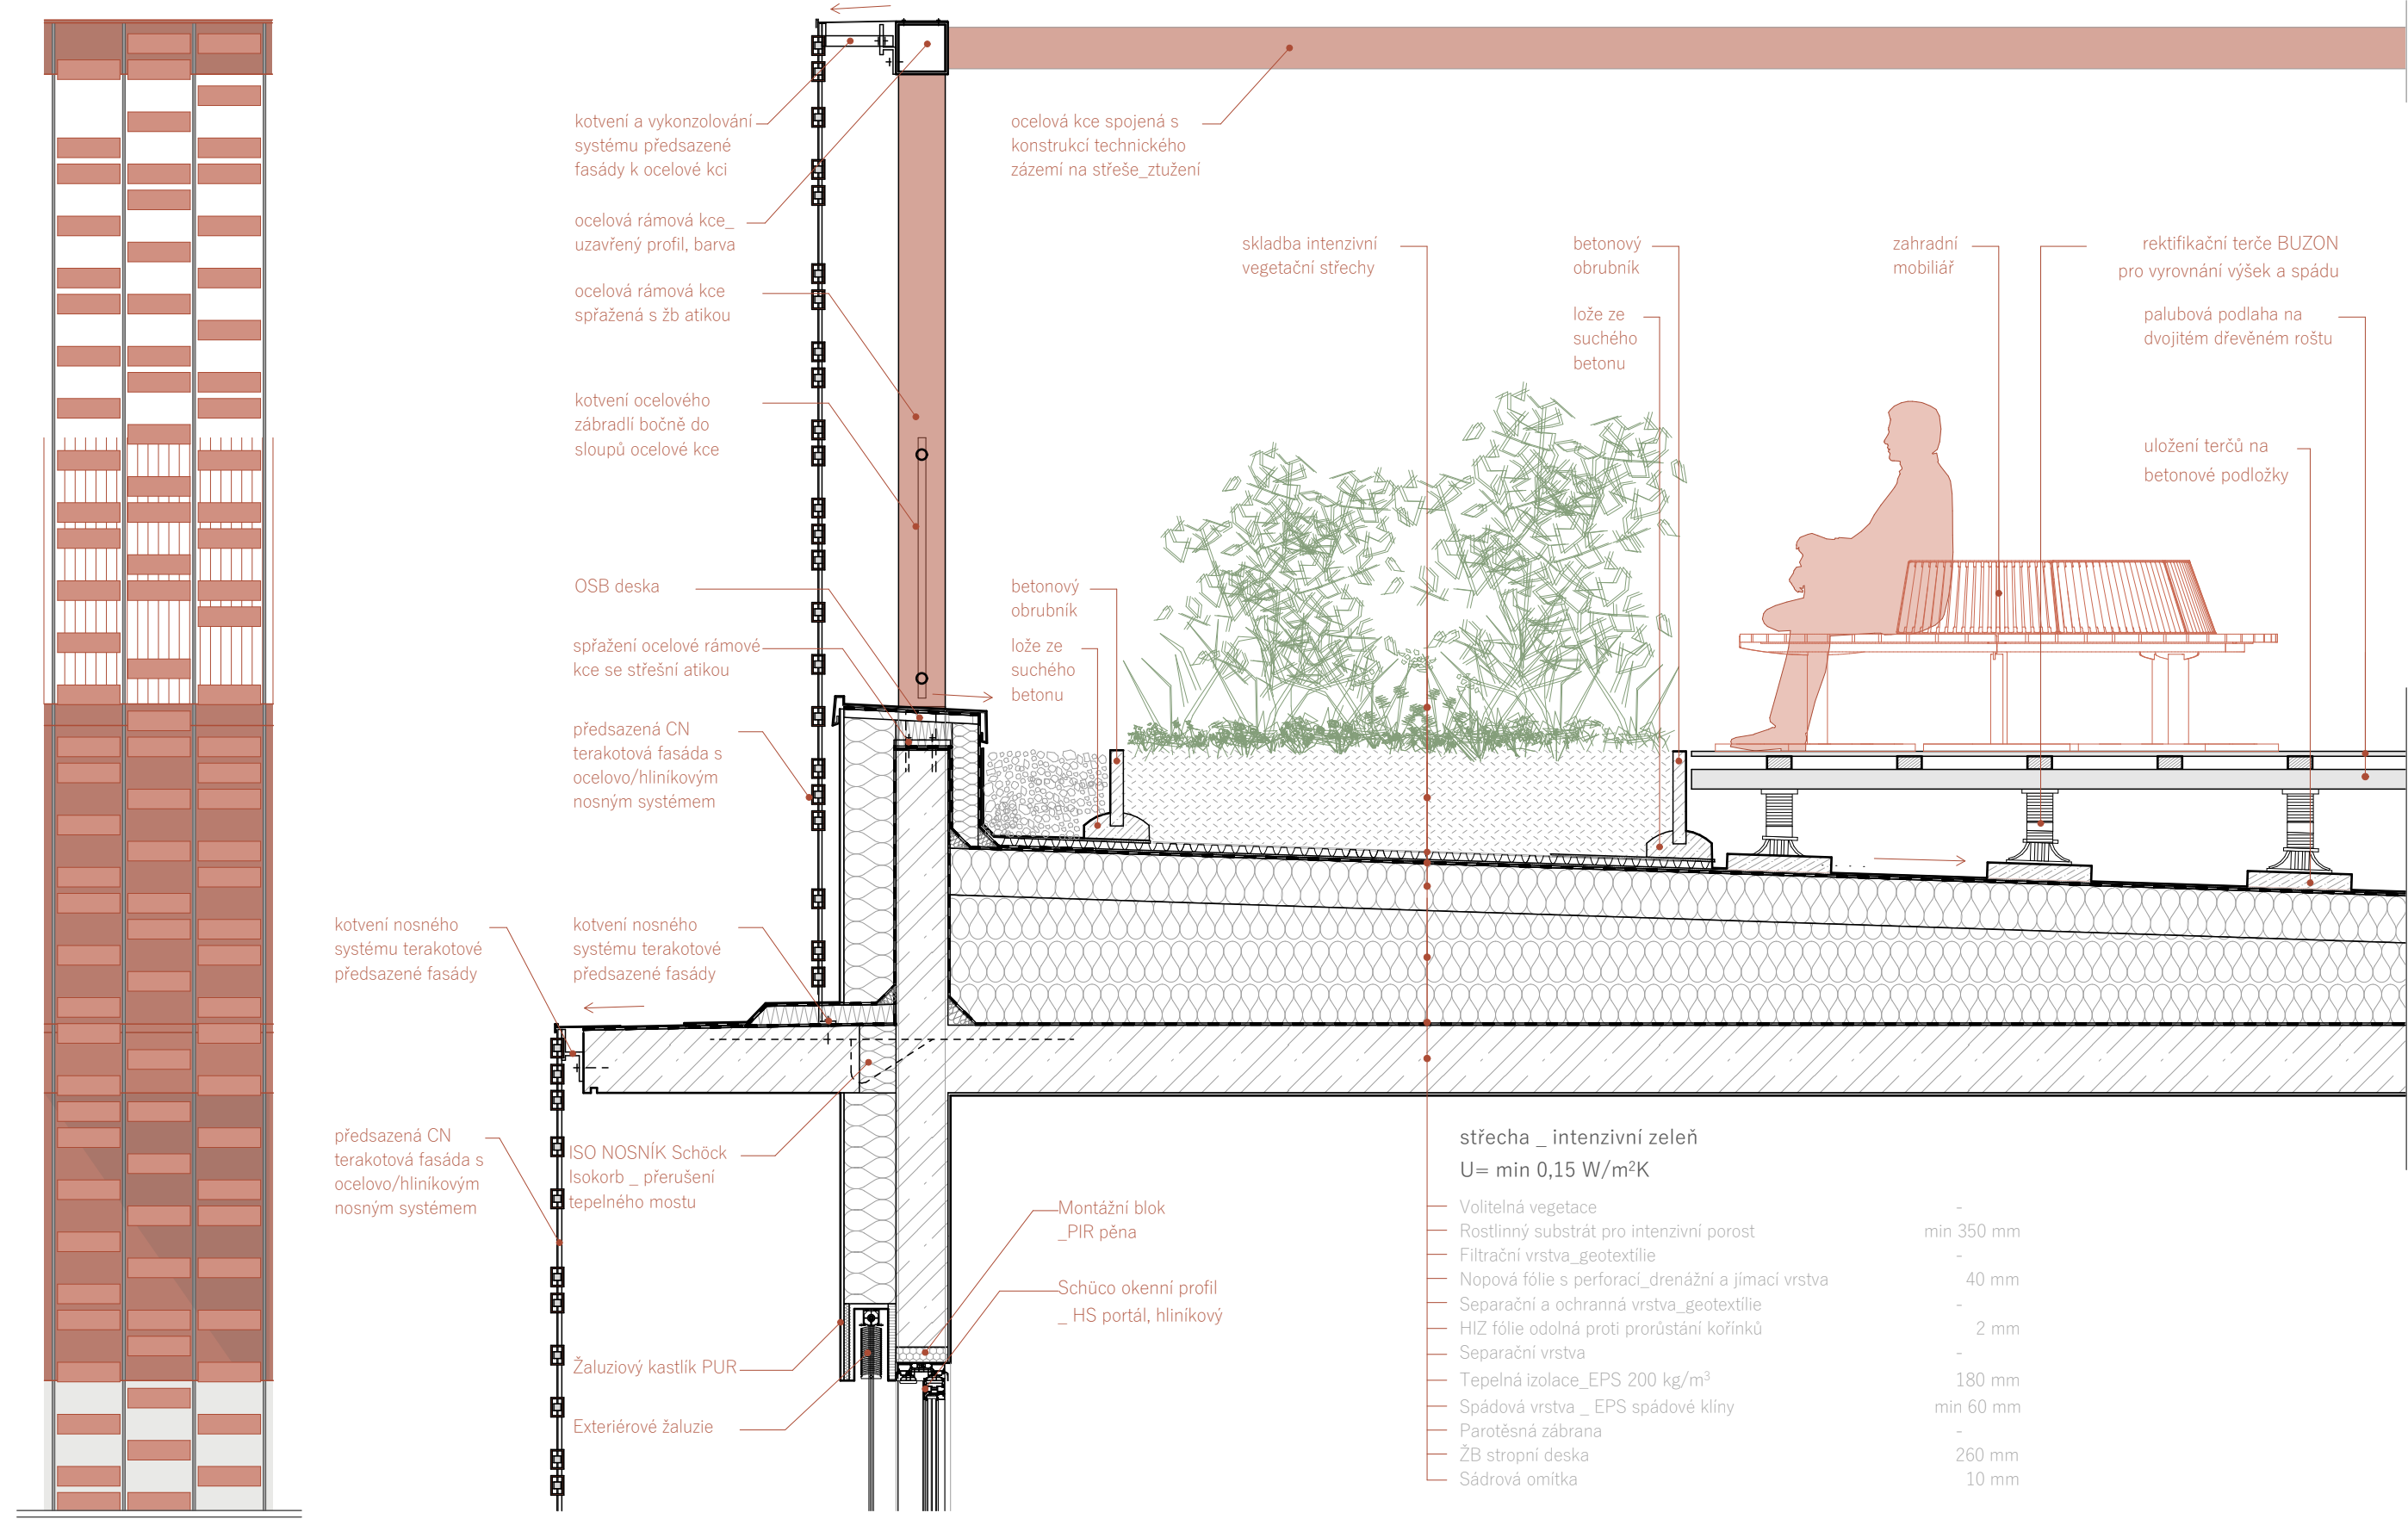 kotvení a vykonzolování
systému předsazené
fasády k ocelové kci
ocelová rámová kce_
uzavřený profil, barva
ocelová rámová kce
spřažená s žb atikou
kotvení ocelového
zábradlí bočně do
sloupů ocelové kce
OSB deska
spřažení ocelové rámové
kce se střešní atikou
předsazená CN
terakotová fasáda s
ocelovo/hliníkovým
nosným systémem
kotvení nosného
systému terakotové
předsazené fasády
kotvení nosného
systému terakotové
předsazené fasády
předsazená CN
terakotová fasáda s
ocelovo/hliníkovým
nosným systémem
ISO NOSNÍK Schöck
Isokorb _ přerušení
tepelného mostu
Žaluziový kastlík PUR
Exteriérové žaluzie
ocelová kce spojená s
konstrukcí technického
zázemí na střeše_ztužení
skladba intenzivní
vegetační střechy
betonový
obrubník
lože ze
suchého
betonu
zahradní
mobiliář
rektifikační terče BUZON
pro vyrovnání výšek a spádu
palubová podlaha na
dvojitém dřevěném roštu
uložení terčů na
betonové podložky
betonový
obrubník
lože ze
suchého
betonu
Montážní blok
_PIR pěna
Schüco okenní profil
_ HS portál, hliníkový
střecha _ intenzivní zeleň
U= min 0,15 W/m²K
Volitelná vegetace -
Rostlinný substrát pro intenzivní porost min 350 mm
Filtrační vrstva_geotextílie -
Nopová fólie s perforací_drenážní a jímací vrstva 40 mm
Separační a ochranná vrstva_geotextílie -
HIZ fólie odolná proti prorůstání kořínků 2 mm
Separační vrstva -
Tepelná izolace_EPS 200 kg/m³ 180 mm
Spádová vrstva _ EPS spádové klíny min 60 mm
Parotěsná zábrana -
ŽB stropní deska 260 mm
Sádrová omítka 10 mm